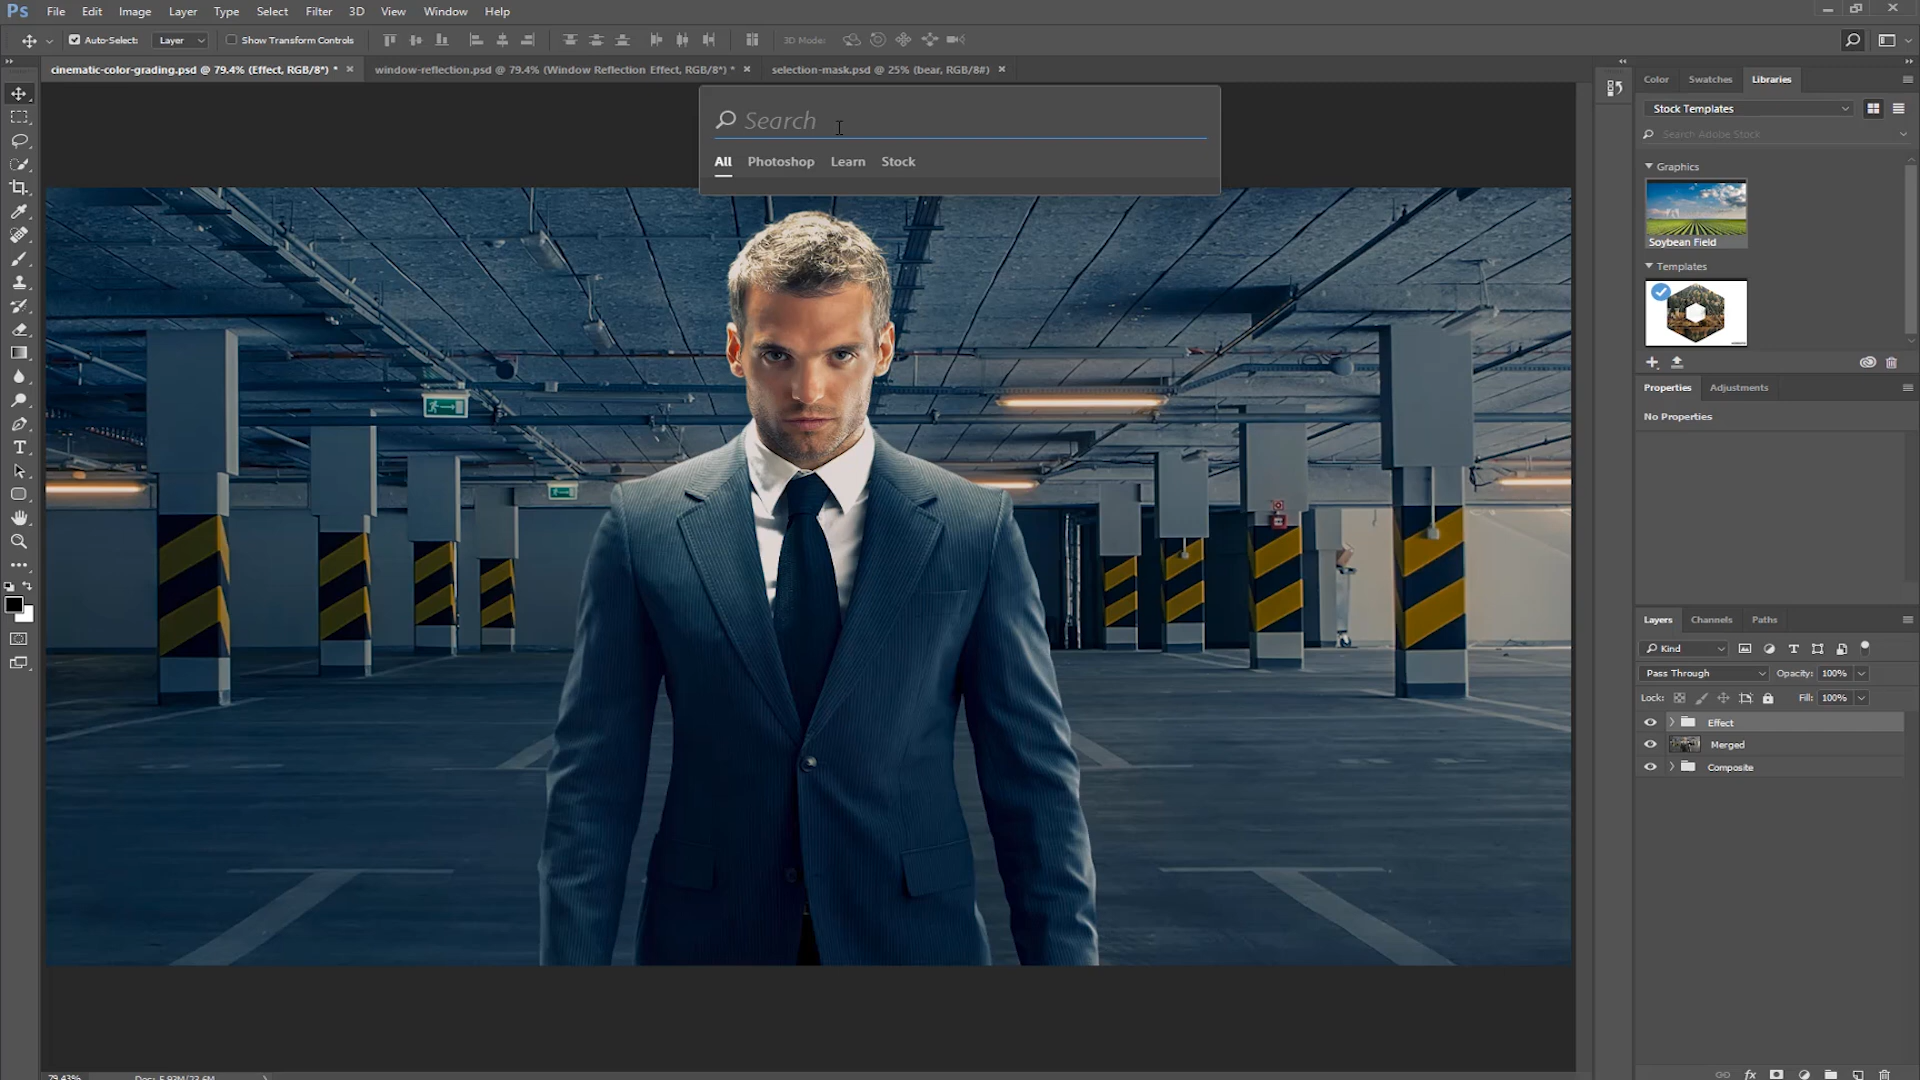 Ps File Edit Image Layer Type Select Filter 3D View Window Help
Auto-Select: Layer Show Transform Controls 3D Mode:
cinematic-color-grading.psd @ 79.4% (Effect, RGB/8*) * window-reflection.psd @ 79.4% (Window Reflection Effect, RGB/8*) * selection-mask.psd @ 25% (bear, RGB/8#)
Search
All Photoshop Learn Stock
Color Swatches Libraries
Stock Templates
Search Adobe Stock
Graphics
Soybean Field
Templates
Properties Adjustments
No Properties
Layers Channels Paths
Kind
Pass Through Opacity: 100%
Lock: Fill: 100%
Effect
Merged
Composite
79.43% Doc: 5.93M/23.6M